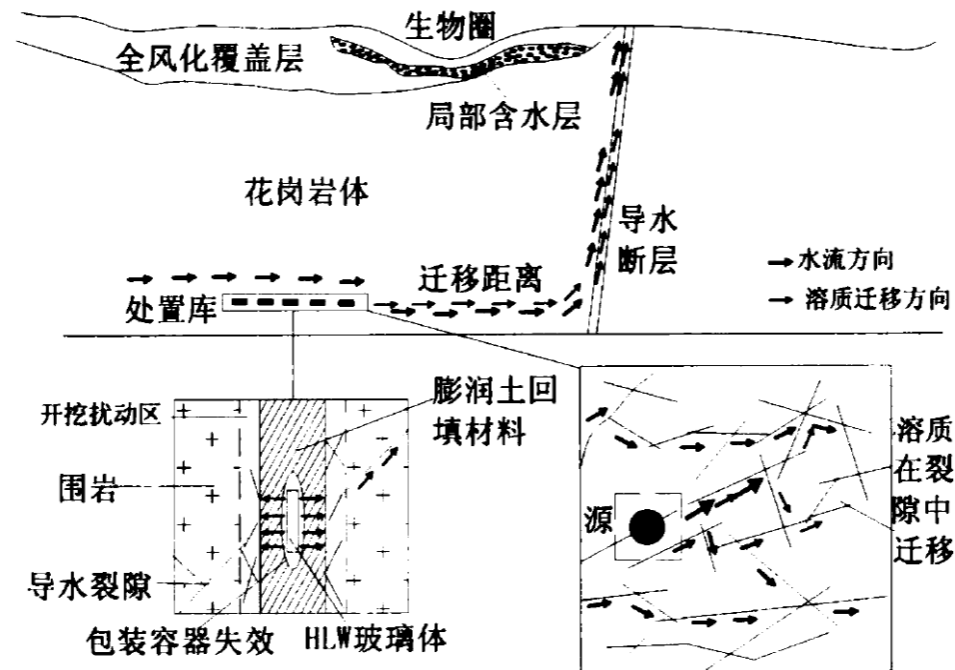 生物圈
全风化覆盖层
局部含水层
花岗岩体
导水
断层
迁移距离
水流方向
处置库
溶质迁移方向
膨润土回
填材料
开挖扰动区
围岩
导水裂隙
包装容器失效
HLW玻璃体
源
溶质
在裂
隙中
迁移